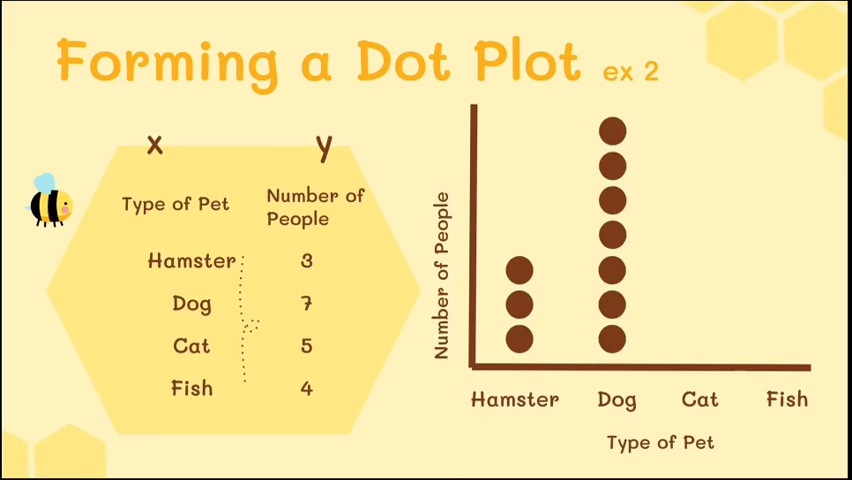 Forming a Dot Plot ex 2
x y
Type of Pet Number of People
Hamster 3
Dog 7
Cat 5
Fish 4
Number of People
Hamster Dog Cat Fish
Type of Pet